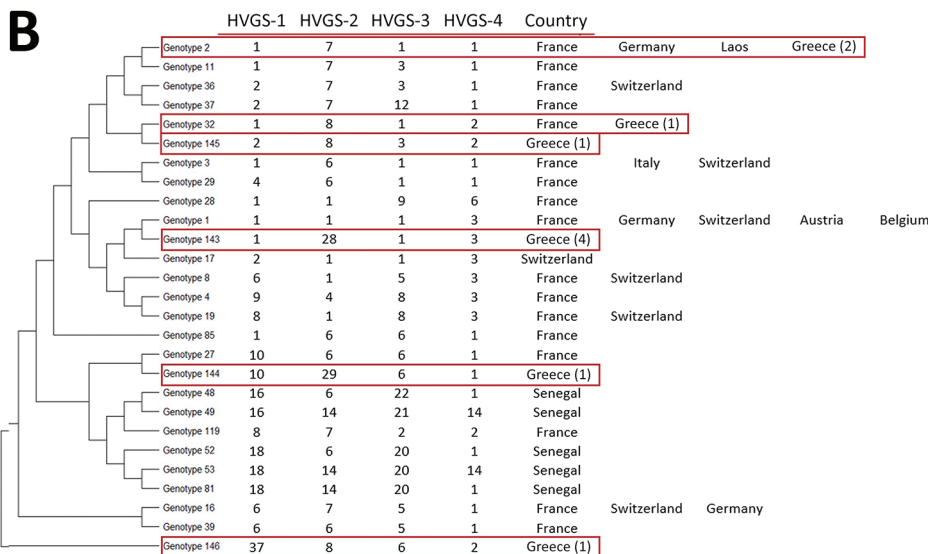 B
HVGS-1 HVGS-2 HVGS-3 HVGS-4 Country
Genotype 2 1 7 1 1 France Germany Laos Greece (2)
Genotype 11 1 7 3 1 France
Genotype 36 2 7 3 1 France Switzerland
Genotype 37 2 7 12 1 France
Genotype 32 1 8 1 2 France Greece (1)
Genotype 145 2 8 3 2 Greece (1)
Genotype 3 1 6 1 1 France Italy Switzerland
Genotype 29 4 6 1 1 France
Genotype 28 1 1 9 6 France
Genotype 1 1 1 1 3 France Germany Switzerland Austria Belgium
Genotype 143 1 28 1 3 Greece (4)
Genotype 17 2 1 1 3 Switzerland
Genotype 8 6 1 5 3 France Switzerland
Genotype 4 9 4 8 3 France
Genotype 19 8 1 8 3 France Switzerland
Genotype 85 1 6 6 1 France
Genotype 27 10 6 6 1 France
Genotype 144 10 29 6 1 Greece (1)
Genotype 48 16 6 22 1 Senegal
Genotype 49 16 14 21 14 Senegal
Genotype 119 8 7 2 2 France
Genotype 52 18 6 20 1 Senegal
Genotype 53 18 14 20 14 Senegal
Genotype 81 18 14 20 1 Senegal
Genotype 16 6 7 5 1 France Switzerland Germany
Genotype 39 6 6 5 1 France
Genotype 146 37 8 6 2 Greece (1)